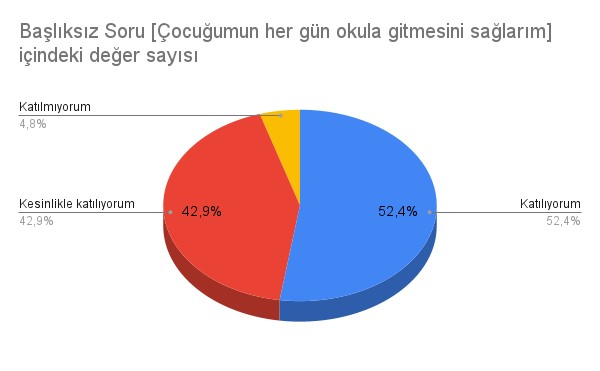 Başlıksız Soru [Çocuğumun her gün okula gitmesini sağlarım]
içindeki değer sayısı
Katılmıyorum
4,8%
Kesinlikle katılıyorum
42,9%
42,9%
52,4%
Katılıyorum
52,4%